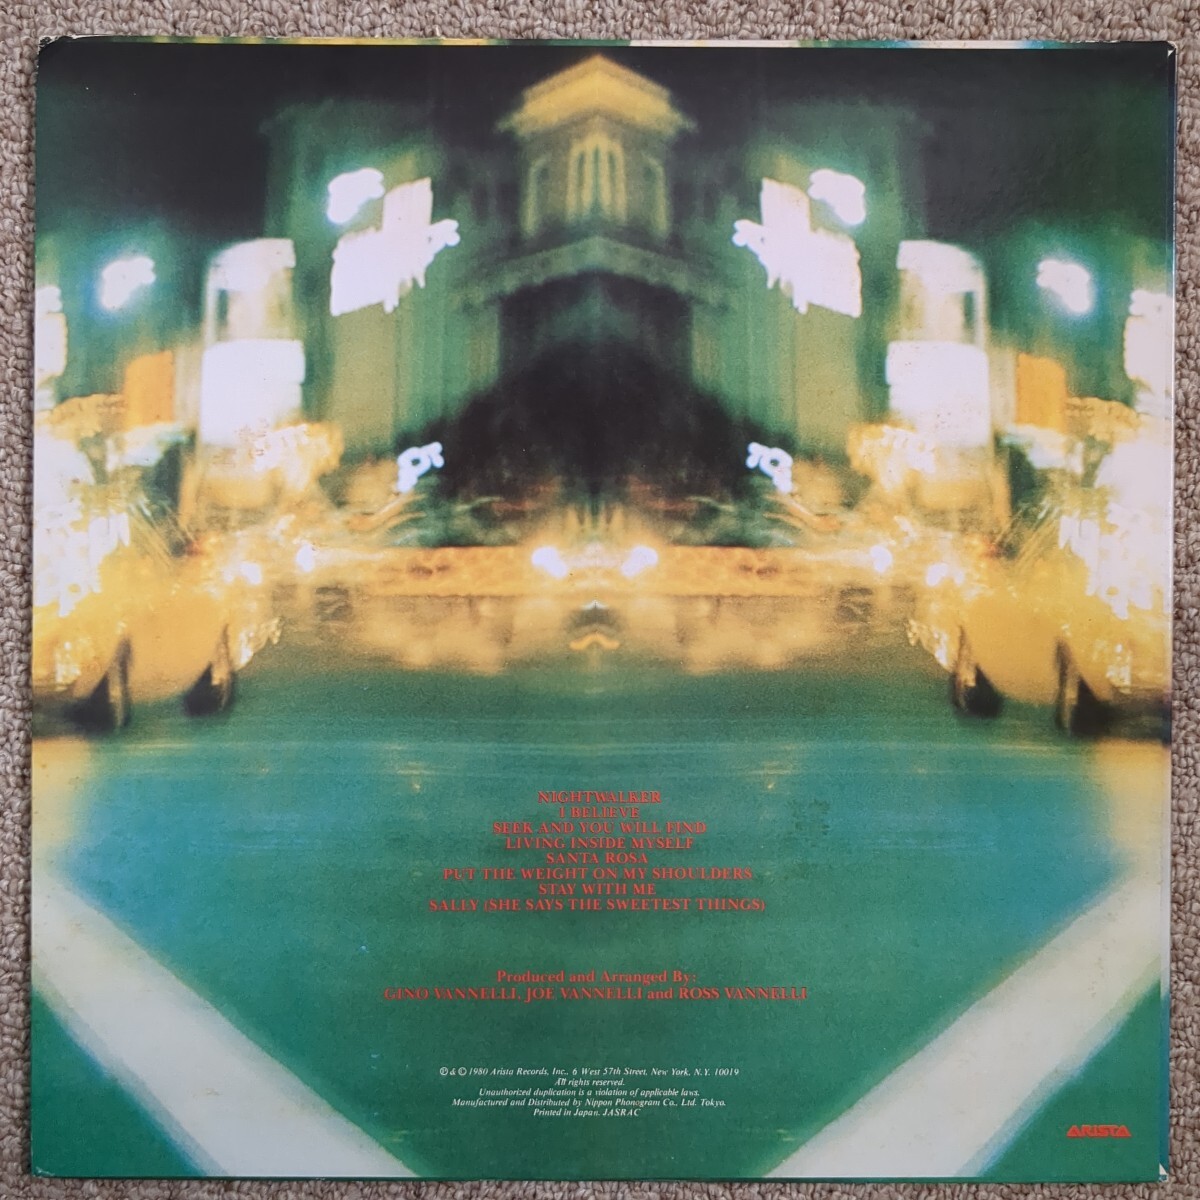 NIGHTWALKER
I BELIEVE
SEEK AND YOU WILL FIND
LIVING INSIDE MYSELF
SANTA ROSA
PUT THE WEIGHT ON MY SHOULDERS
STAY WITH ME
SALLY (SHE SAYS THE SWEETEST THINGS)
Produced and Arranged By:
GINO VANNELLI, JOE VANNELLI and ROSS VANNELLI
℗ & © 1980 Arista Records, Inc., 6 West 57th Street, New York, N.Y. 10019
All rights reserved.
Unauthorized duplication is a violation of applicable laws.
Manufactured and Distributed by Nippon Phonogram Co., Ltd. Tokyo.
Printed in Japan. JASRAC
ARISTA